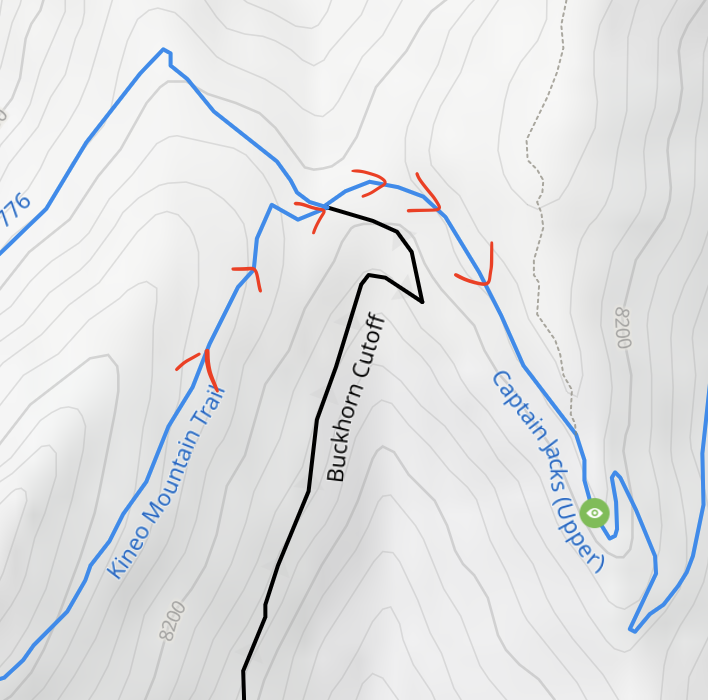 776
Buckhorn Cutoff
8200
Captain Jacks (Upper)
Kineo Mountain Trail
8200